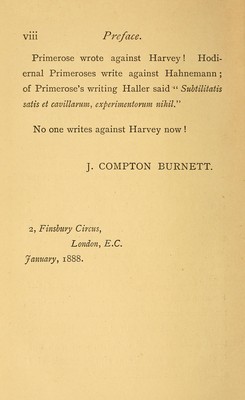 viii Preface.
Primerose wrote against Harvey! Hodi-
ernal Primeroses write against Hahnemann;
of Primerose's writing Haller said "Subtilitatis
satis et cavillarum, experimentorum nihil."
No one writes against Harvey now!
J. COMPTON BURNETT.
2, Finsbury Circus,
London, E.C.
January, 1888.